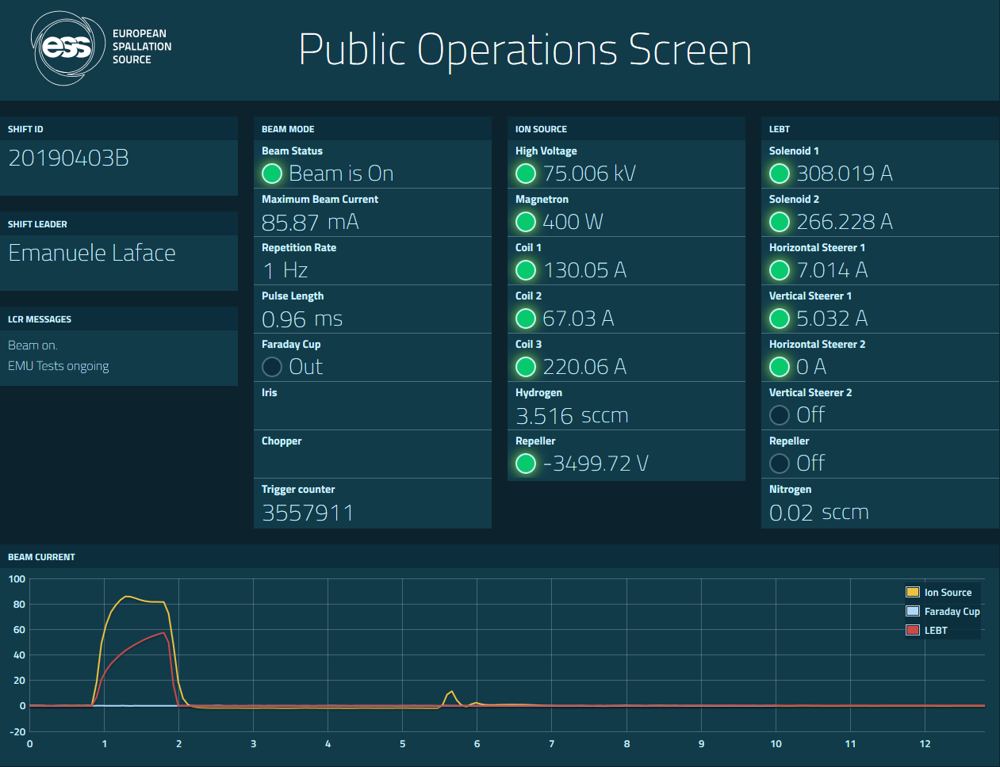 ess
EUROPEAN
SPALLATION
SOURCE
Public Operations Screen
SHIFT ID
20190403B
SHIFT LEADER
Emanuele Laface
LCR MESSAGES
Beam on.
EMU Tests ongoing
BEAM MODE
Beam Status
Beam is On
Maximum Beam Current
85.87 mA
Repetition Rate
1 Hz
Pulse Length
0.96 ms
Faraday Cup
Out
Iris
Chopper
Trigger counter
3557911
ION SOURCE
High Voltage
75.006 kV
Magnetron
400 W
Coil 1
130.05 A
Coil 2
67.03 A
Coil 3
220.06 A
Hydrogen
3.516 sccm
Repeller
-3499.72 V
LEBT
Solenoid 1
308.019 A
Solenoid 2
266.228 A
Horizontal Steerer 1
7.014 A
Vertical Steerer 1
5.032 A
Horizontal Steerer 2
0 A
Vertical Steerer 2
Off
Repeller
Off
Nitrogen
0.02 sccm
BEAM CURRENT
100
80
60
40
20
0
-20
0 1 2 3 4 5 6 7 8 9 10 11 12
Ion Source
Faraday Cup
LEBT